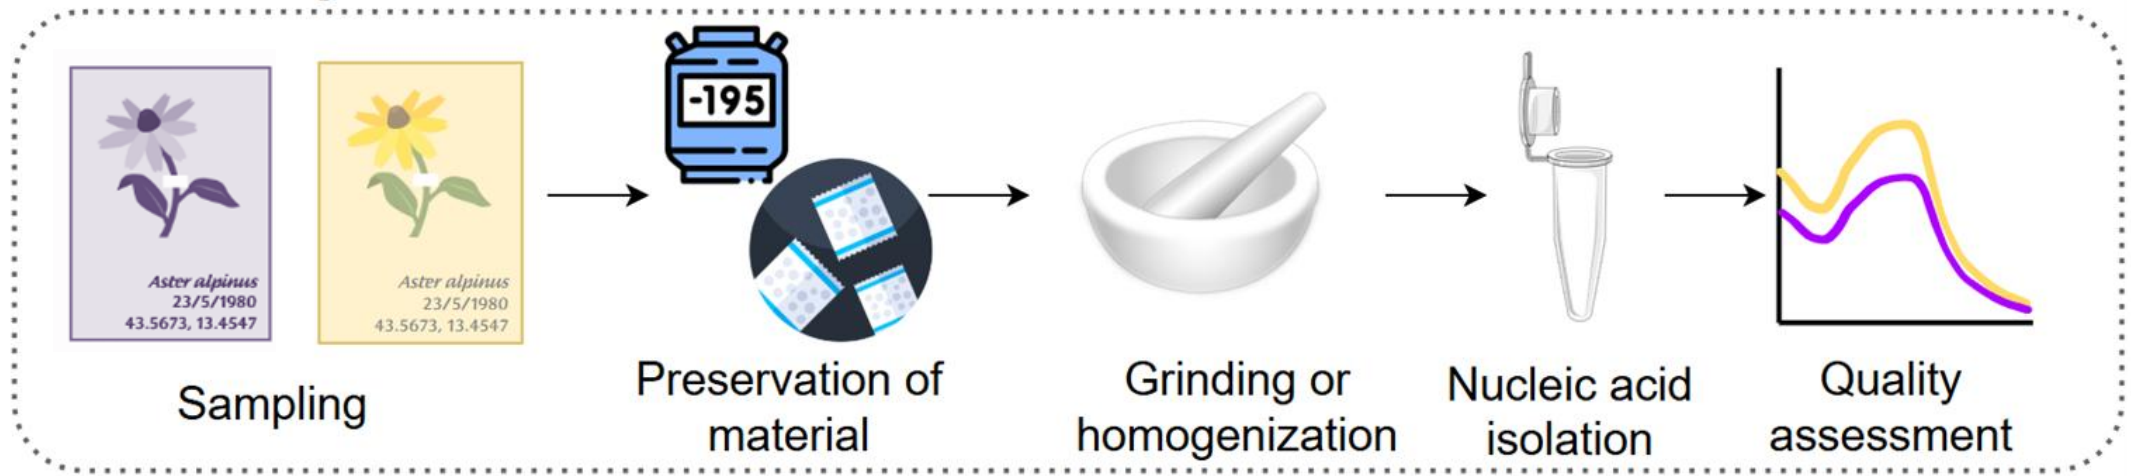 Aster alpinus
23/5/1980
43.5673, 13.4547
Aster alpinus
23/5/1980
43.5673, 13.4547
-195
Sampling
Preservation of
material
Grinding or
homogenization
Nucleic acid
isolation
Quality
assessment